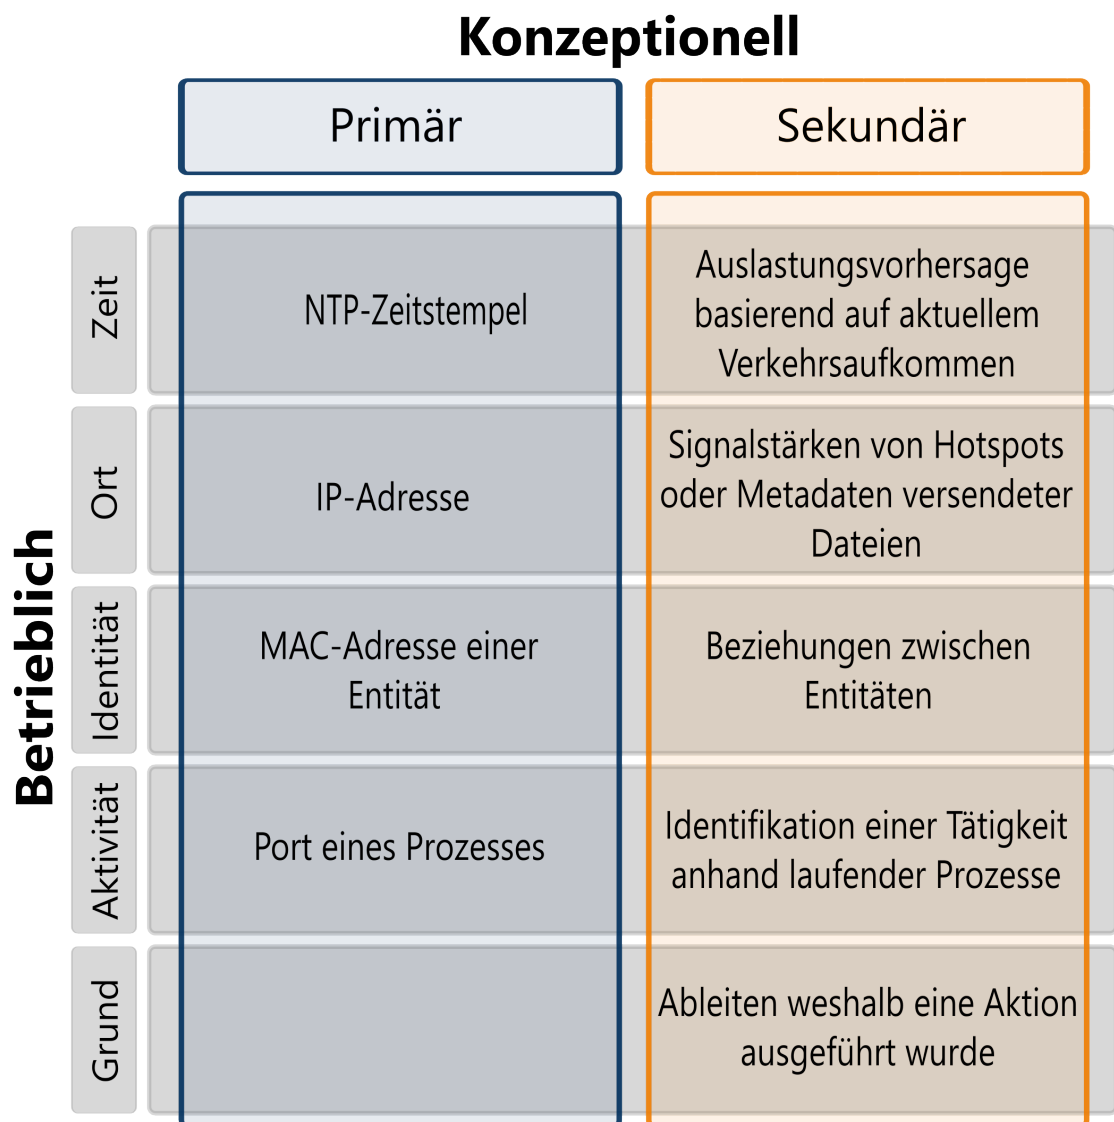 Konzeptionell
Primär
Sekundär
Betrieblich
Zeit
NTP-Zeitstempel
Auslastungsvorhersage
basierend auf aktuellem
Verkehrsaufkommen
Ort
IP-Adresse
Signalstärken von Hotspots
oder Metadaten versendeter
Dateien
Identität
MAC-Adresse einer
Entität
Beziehungen zwischen
Entitäten
Aktivität
Port eines Prozesses
Identifikation einer Tätigkeit
anhand laufender Prozesse
Grund
Ableiten weshalb eine Aktion
ausgeführt wurde